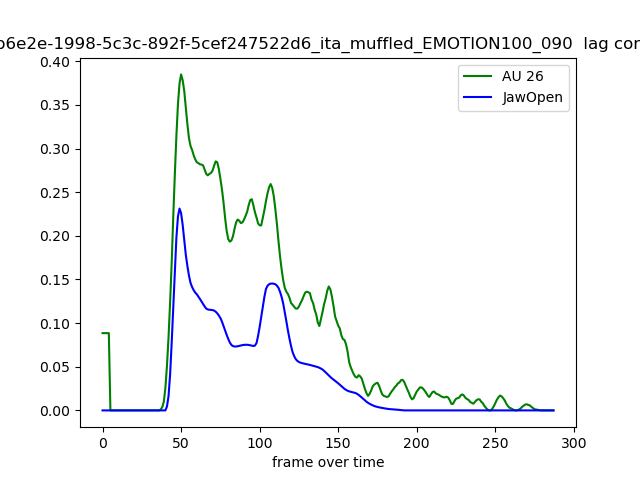 b6e2e-1998-5c3c-892f-5cef247522d6_ita_muffled_EMOTION100_090 lag cor
AU 26
JawOpen
0.40
0.35
0.30
0.25
0.20
0.15
0.10
0.05
0.00
0 50 100 150 200 250 300
frame over time